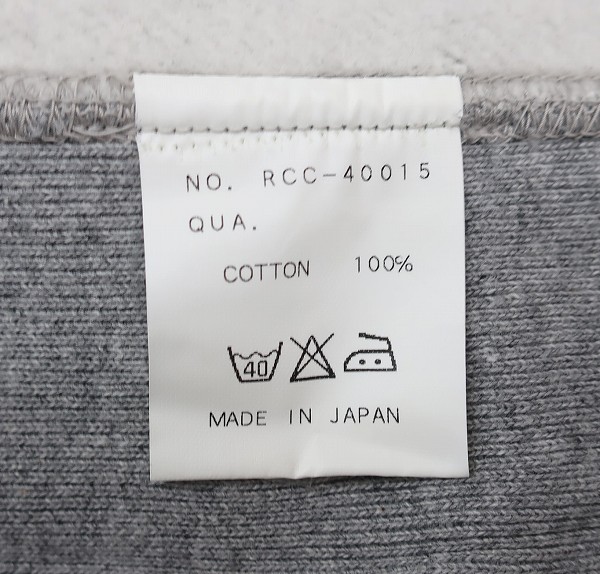 NO. RCC-40015
QUA.
COTTON 100%
40
MADE IN JAPAN